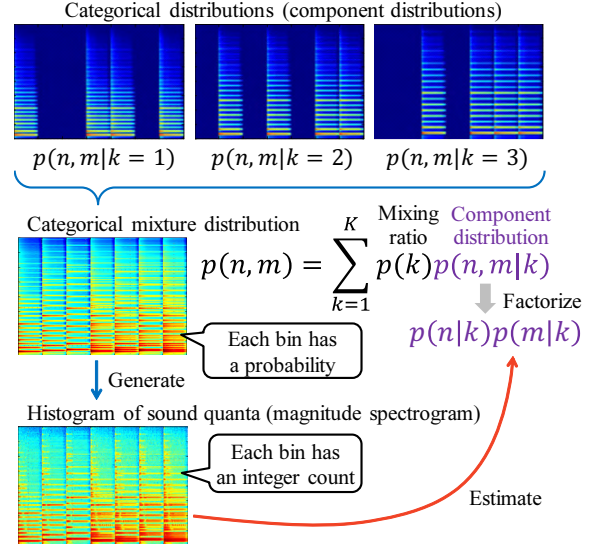 Categorical distributions (component distributions)
p(n, m|k = 1) p(n, m|k = 2) p(n, m|k = 3)
Categorical mixture distribution
Mixing ratio
Component distribution
p(n, m) = ∑_{k=1}^{K} p(k)p(n, m|k)
Factorize
p(n|k)p(m|k)
Each bin has
a probability
Generate
Histogram of sound quanta (magnitude spectrogram)
Each bin has
an integer count
Estimate